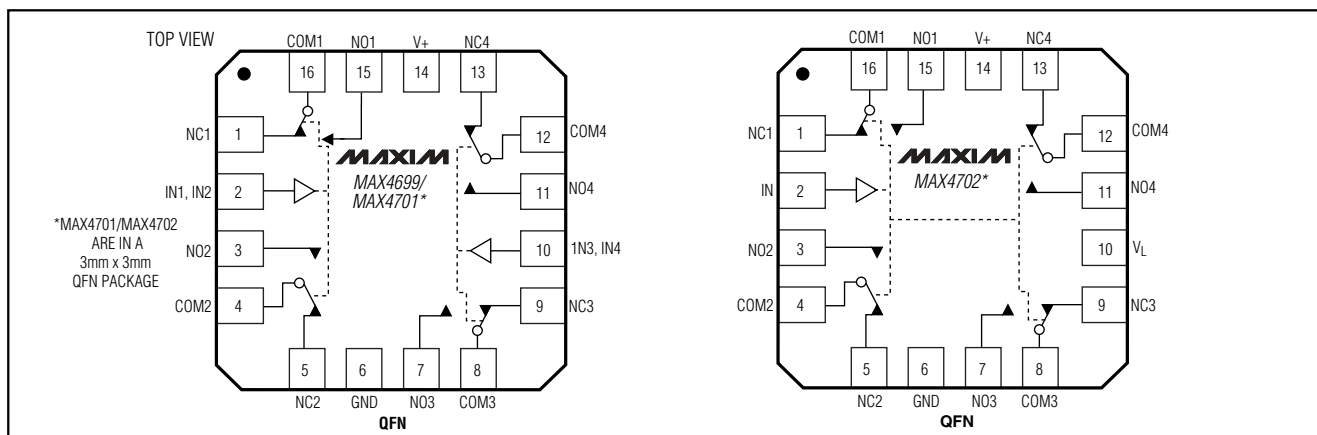 TOP VIEW
COM1 NO1 V+ NC4
16 15 14 13
NC1 1
12 COM4
MAXIM
MAX4699/
MAX4701*
IN1, IN2 2
11 NO4
*MAX4701/MAX4702
ARE IN A
3mm x 3mm
QFN PACKAGE
NO2 3
10 1N3, IN4
COM2 4
9 NC3
5 6 7 8
NC2 GND NO3 COM3
QFN
COM1 NO1 V+ NC4
16 15 14 13
NC1 1
12 COM4
MAXIM
MAX4702*
IN 2
11 NO4
NO2 3
10 VL
COM2 4
9 NC3
5 6 7 8
NC2 GND NO3 COM3
QFN